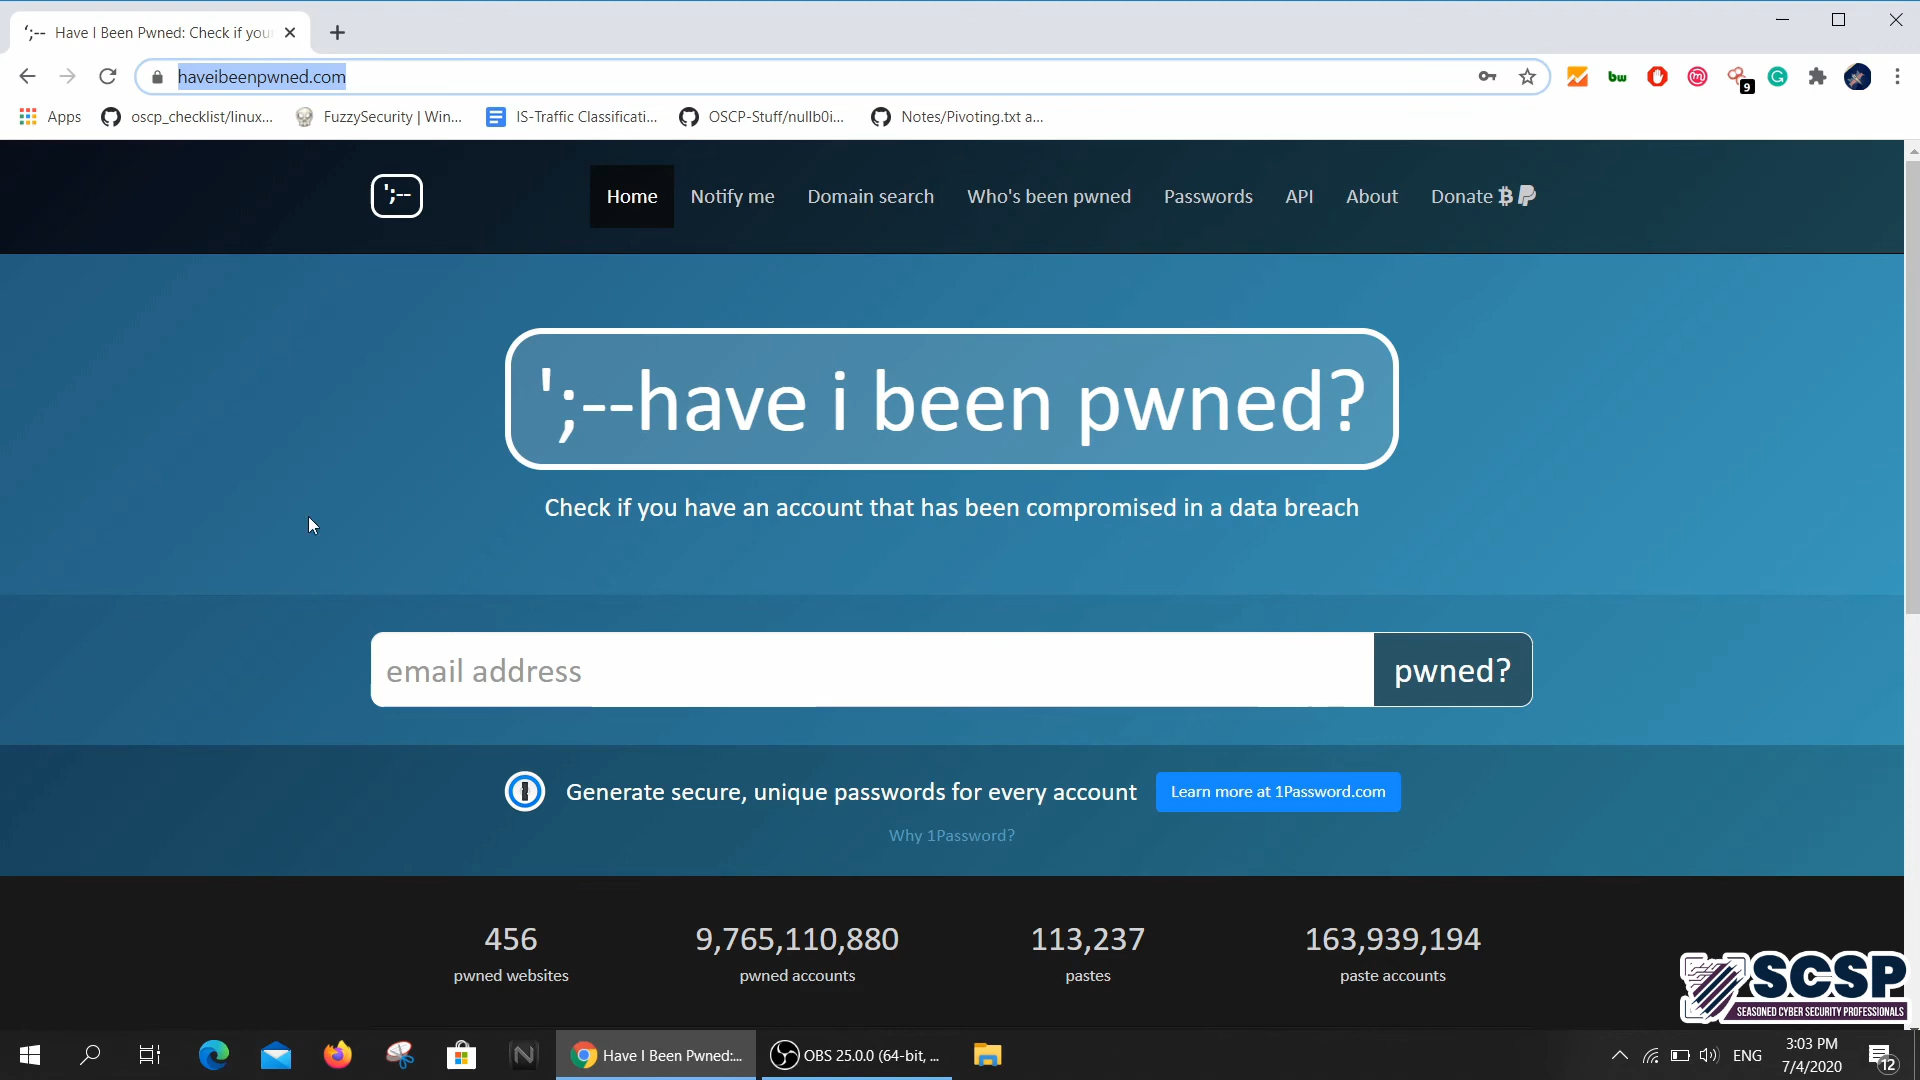 ';-- Have I Been Pwned: Check if you
haveibeenpwned.com
9
Apps oscp_checklist/linux... FuzzySecurity | Win... IS-Traffic Classificati... OSCP-Stuff/nullb0i... Notes/Pivoting.txt a...
';--
Home Notify me Domain search Who's been pwned Passwords API About Donate
';--have i been pwned?
Check if you have an account that has been compromised in a data breach
email address pwned?
Generate secure, unique passwords for every account Learn more at 1Password.com
Why 1Password?
456 9,765,110,880 113,237 163,939,194
pwned websites pwned accounts pastes paste accounts
SCSP
SEASONED CYBER SECURITY PROFESSIONALS
Have I Been Pwned:... OBS 25.0.0 (64-bit, ... ENG 3:03 PM
7/4/2020 12